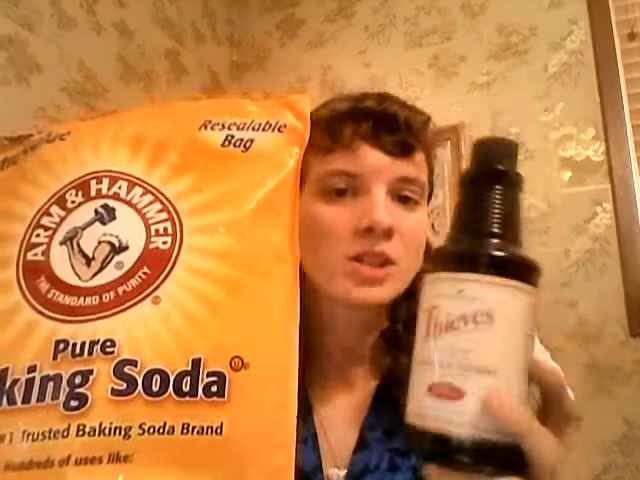 Value
Resealable
Bag
ARM & HAMMER
THE STANDARD OF PURITY
Pure
king Soda
#1 Trusted Baking Soda Brand
Hundreds of uses like:
Thieves